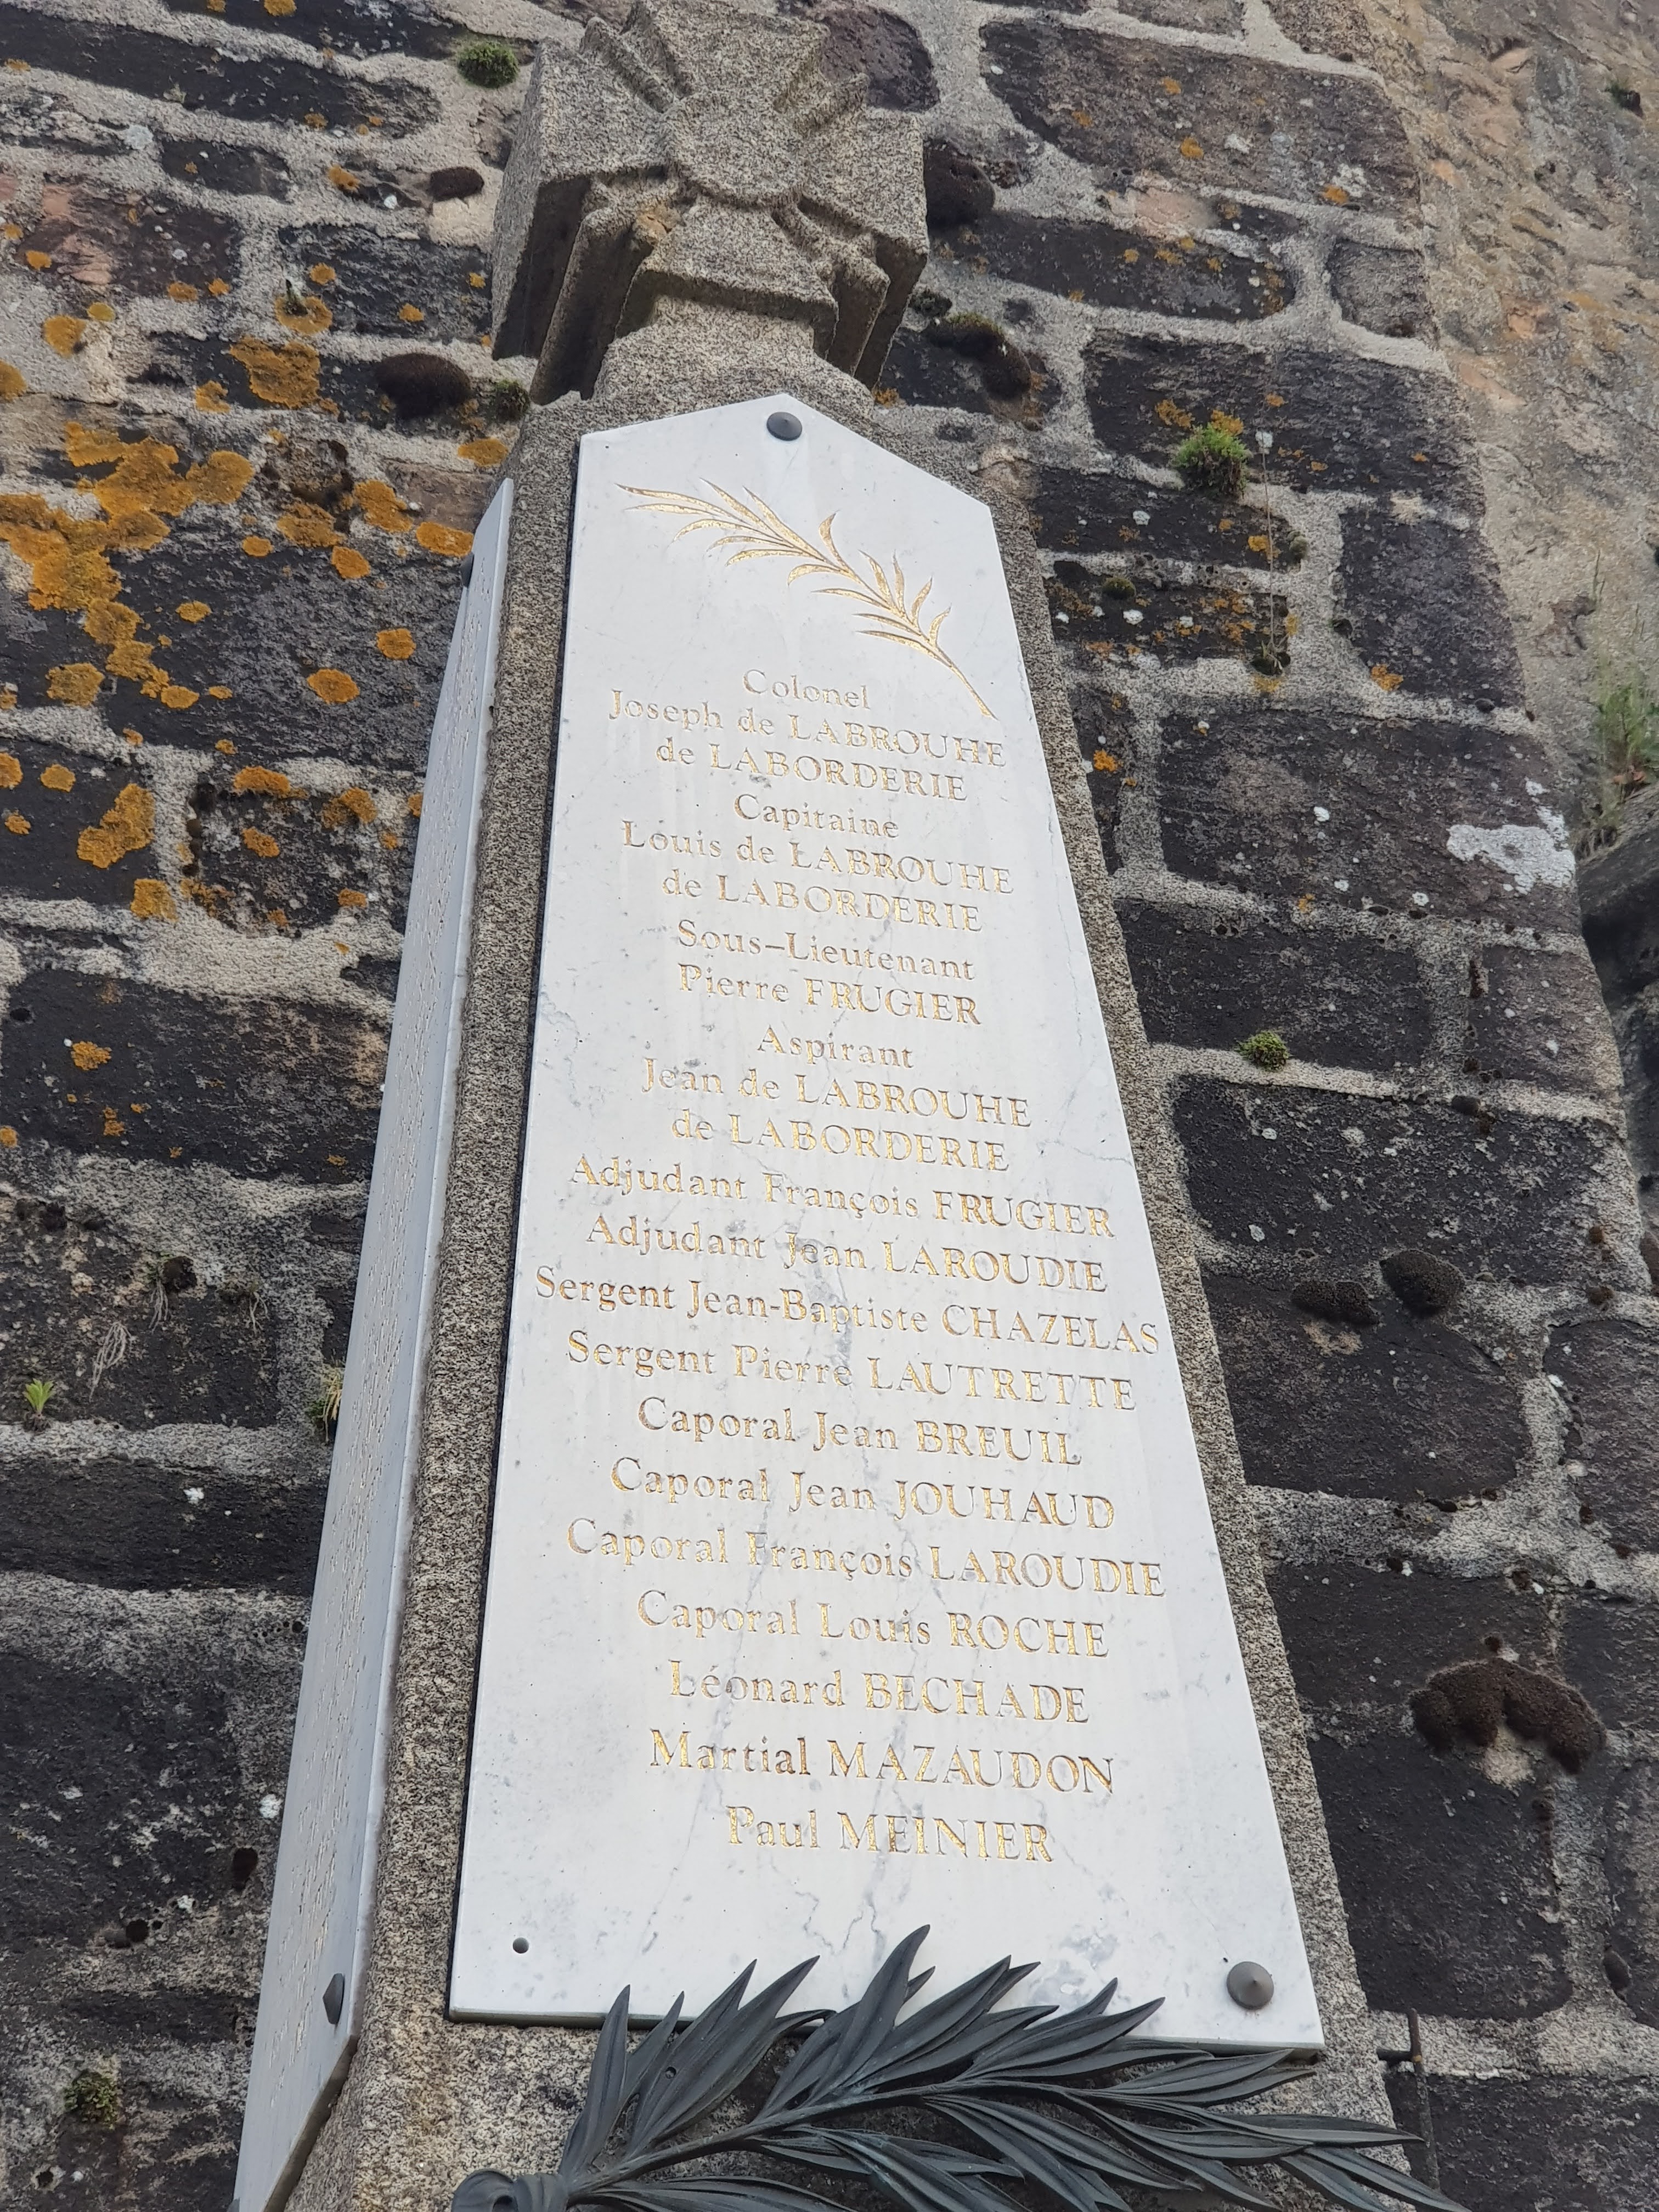 Colonel
Joseph de LABROUHE
de LABORDERIE
Capitaine
Louis de LABROUHE
de LABORDERIE
Sous-Lieutenant
Pierre FRUGIER
Aspirant
Jean de LABROUHE
de LABORDERIE
Adjudant François FRUGIER
Adjudant Jean LAROUDIE
Sergent Jean-Baptiste CHAZELAS
Sergent Pierre LAUTRETTE
Caporal Jean BREUIL
Caporal Jean JOUHAUD
Caporal François LAROUDIE
Caporal Louis ROCHE
Léonard BECHADE
Martial MAZAUDON
Paul MEINIER